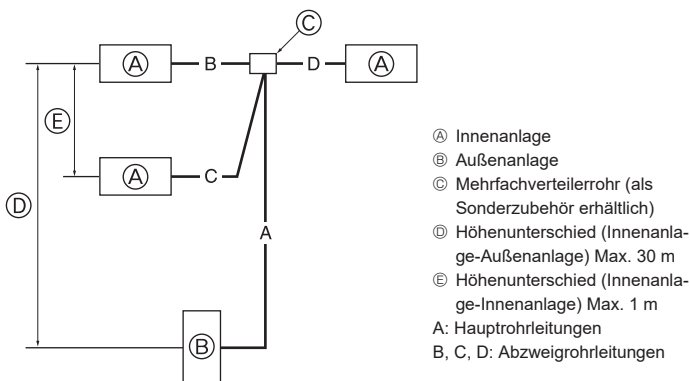 Ⓒ
Ⓐ B D Ⓐ
Ⓔ
Ⓐ C
Ⓓ
A
Ⓑ
Ⓐ Innenanlage
Ⓑ Außenanlage
Ⓒ Mehrfachverteilerrohr (als
Sonderzubehör erhältlich)
Ⓓ Höhenunterschied (Innenanla-
ge-Außenanlage) Max. 30 m
Ⓔ Höhenunterschied (Innenanla-
ge-Innenanlage) Max. 1 m
A: Hauptrohrleitungen
B, C, D: Abzweigrohrleitungen